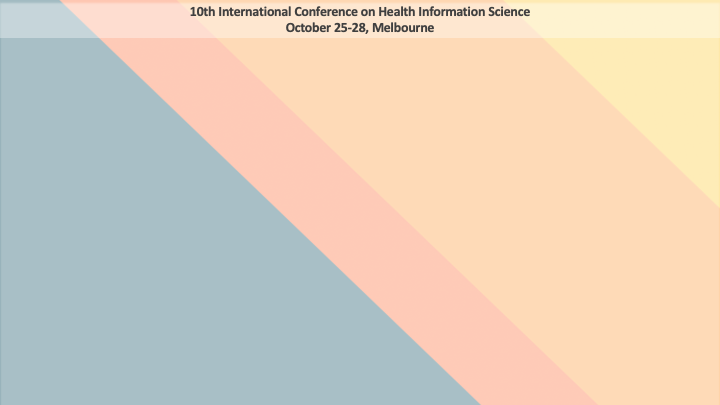 10th International Conference on Health Information Science
October 25-28, Melbourne